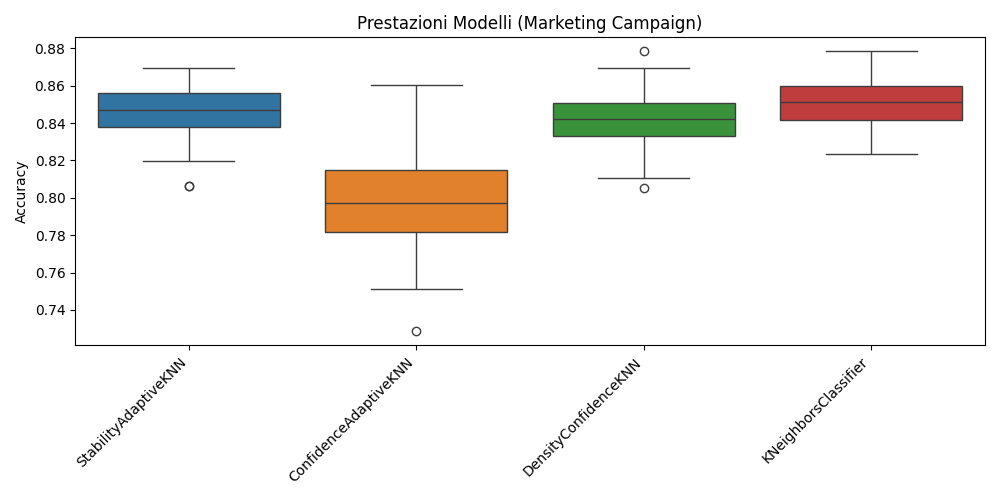 Prestazioni Modelli (Marketing Campaign)
Accuracy
0.88
0.86
0.84
0.82
0.80
0.78
0.76
0.74
StabilityAdaptiveKNN
ConfidenceAdaptiveKNN
DensityConfidenceKNN
KNeighborsClassifier